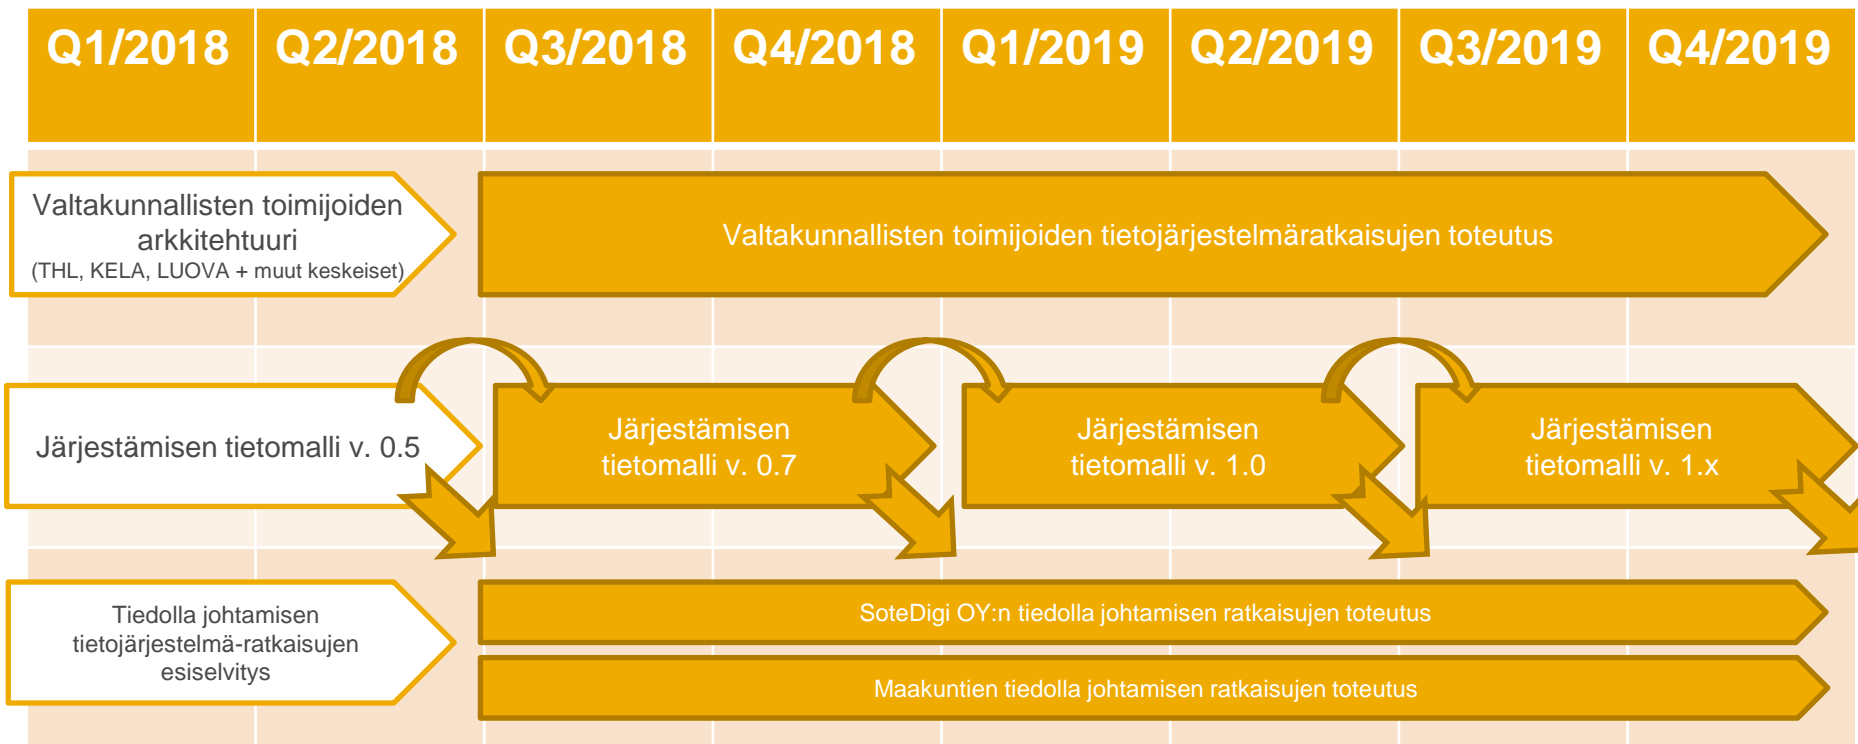 Q1/2018 Q2/2018 Q3/2018 Q4/2018 Q1/2019 Q2/2019 Q3/2019 Q4/2019
Valtakunnallisten toimijoiden
arkkitehtuuri
(THL, KELA, LUOVA + muut keskeiset)
Valtakunnallisten toimijoiden tietojärjestelmäratkaisujen toteutus
Järjestämisen tietomalli v. 0.5
Järjestämisen
tietomalli v. 0.7
Järjestämisen
tietomalli v. 1.0
Järjestämisen
tietomalli v. 1.x
Tiedolla johtamisen
tietojärjestelmä-ratkaisujen
esiselvitys
SoteDigi OY:n tiedolla johtamisen ratkaisujen toteutus
Maakuntien tiedolla johtamisen ratkaisujen toteutus